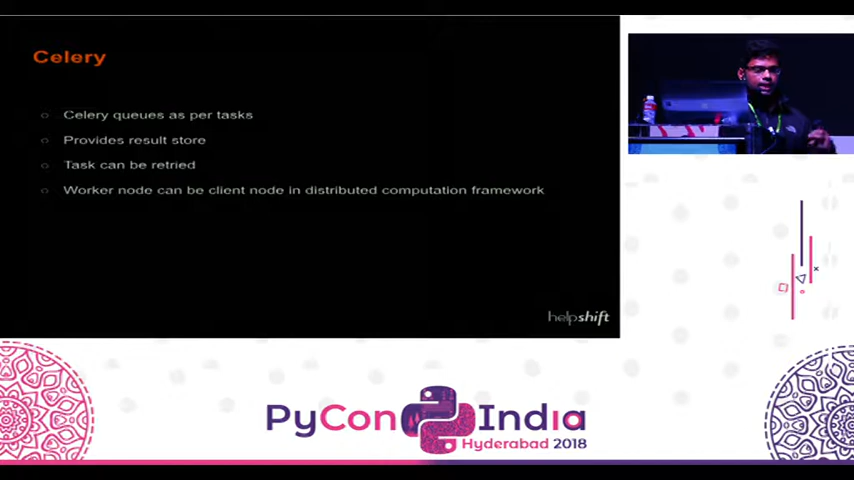 Celery
Celery queues as per tasks
Provides result store
Task can be retried
Worker node can be client node in distributed computation framework
helpshift
PyCon India
Hyderabad 2018